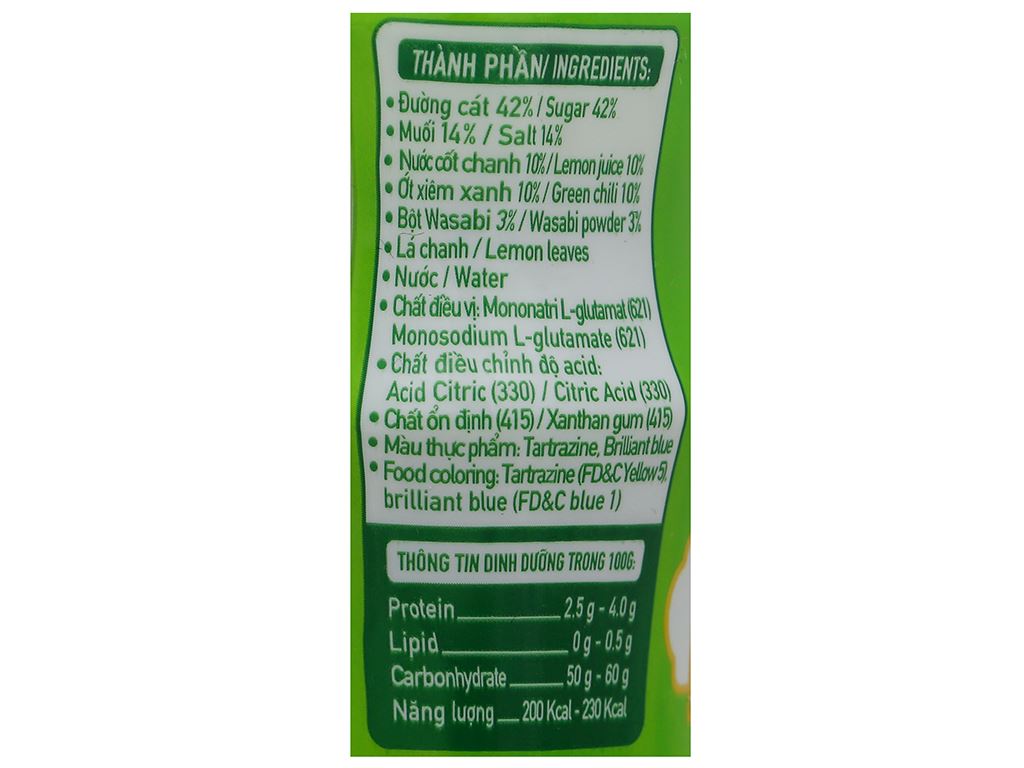 THÀNH PHẦN/ INGREDIENTS:
• Đường cát 42% / Sugar 42%
• Muối 14% / Salt 14%
• Nước cốt chanh 10% / Lemon juice 10%
• Ớt xiêm xanh 10% / Green chili 10%
• Bột Wasabi 3% / Wasabi powder 3%
• Lá chanh / Lemon leaves
• Nước / Water
• Chất điều vị: Mononatri L-glutamat (621)
Monosodium L-glutamate (621)
• Chất điều chỉnh độ acid:
Acid Citric (330) / Citric Acid (330)
• Chất ổn định (415) / Xanthan gum (415)
• Màu thực phẩm: Tartrazine, Brilliant blue
• Food coloring: Tartrazine (FD&C Yellow 5),
brilliant blue (FD&C blue 1)
THÔNG TIN DINH DƯỠNG TRONG 100G:
Protein 2.5 g - 4.0 g
Lipid 0 g - 0.5 g
Carbonhydrate 50 g - 60 g
Năng lượng 200 Kcal - 230 Kcal